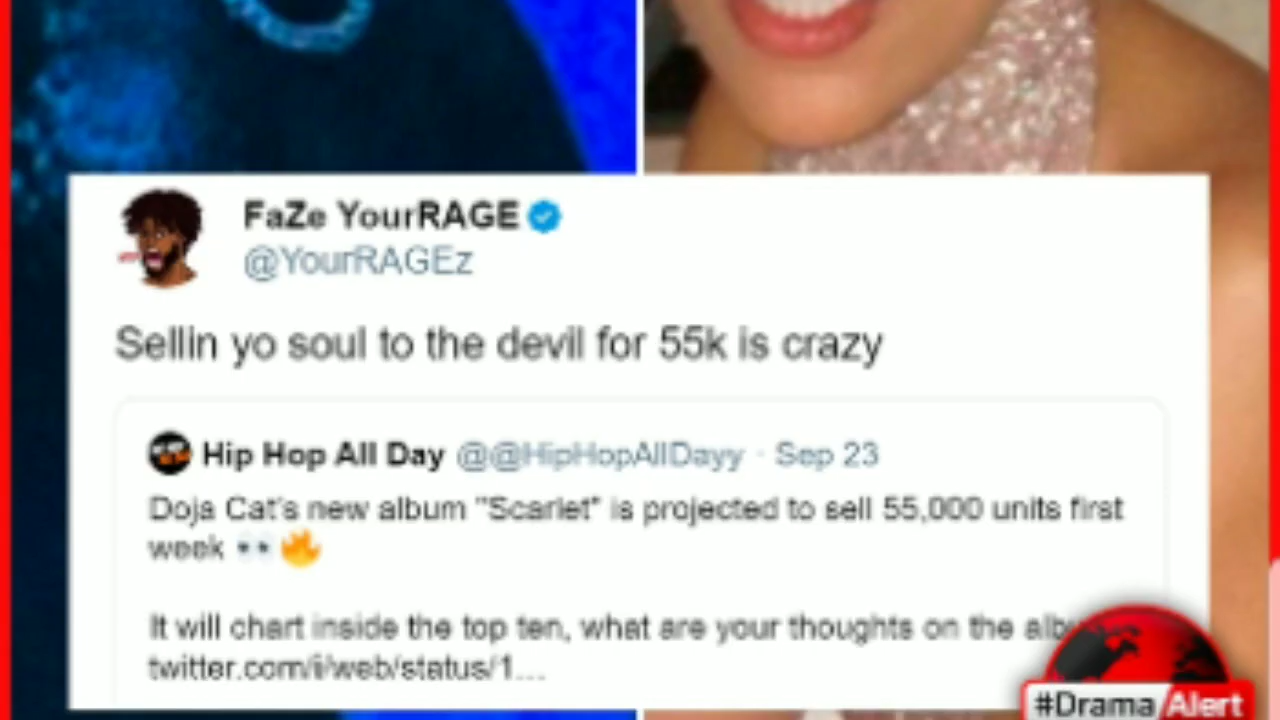 FaZe YourRAGE
@YourRAGEz
Sellin yo soul to the devil for 55k is crazy
Hip Hop All Day @@HipHopAllDayy · Sep 23
Doja Cat's new album "Scarlet" is projected to sell 55,000 units first
week 👀🔥
It will chart inside the top ten, what are your thoughts on the alb
twitter.com/i/web/status/1...
#DramaAlert